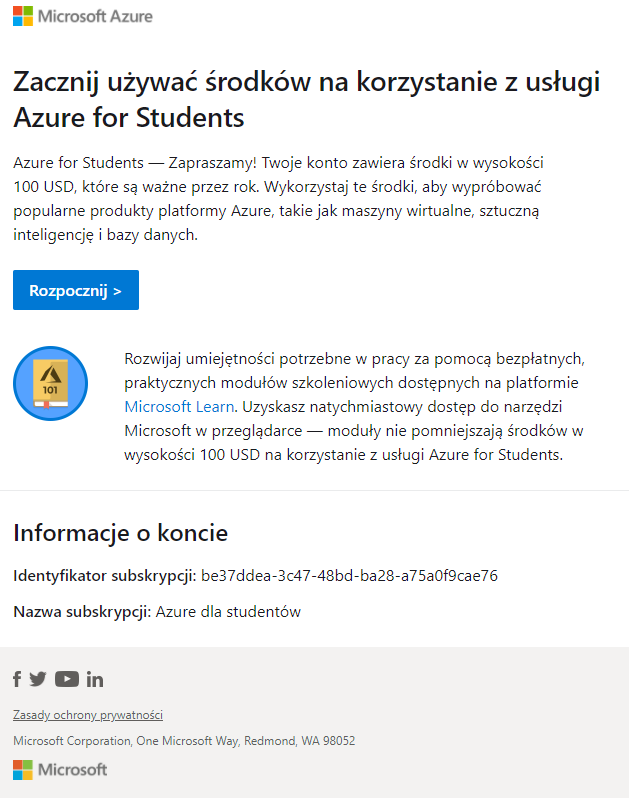 Microsoft Azure
Zacznij używać środków na korzystanie z usługi
Azure for Students
Azure for Students — Zapraszamy! Twoje konto zawiera środki w wysokości
100 USD, które są ważne przez rok. Wykorzystaj te środki, aby wypróbować
popularne produkty platformy Azure, takie jak maszyny wirtualne, sztuczną
inteligencję i bazy danych.
Rozpocznij >
101
Rozwijaj umiejętności potrzebne w pracy za pomocą bezpłatnych,
praktycznych modułów szkoleniowych dostępnych na platformie
Microsoft Learn. Uzyskasz natychmiastowy dostęp do narzędzi
Microsoft w przeglądarce — moduły nie pomniejszają środków w
wysokości 100 USD na korzystanie z usługi Azure for Students.
Informacje o koncie
Identyfikator subskrypcji: be37ddea-3c47-48bd-ba28-a75a0f9cae76
Nazwa subskrypcji: Azure dla studentów
Zasady ochrony prywatności
Microsoft Corporation, One Microsoft Way, Redmond, WA 98052
Microsoft